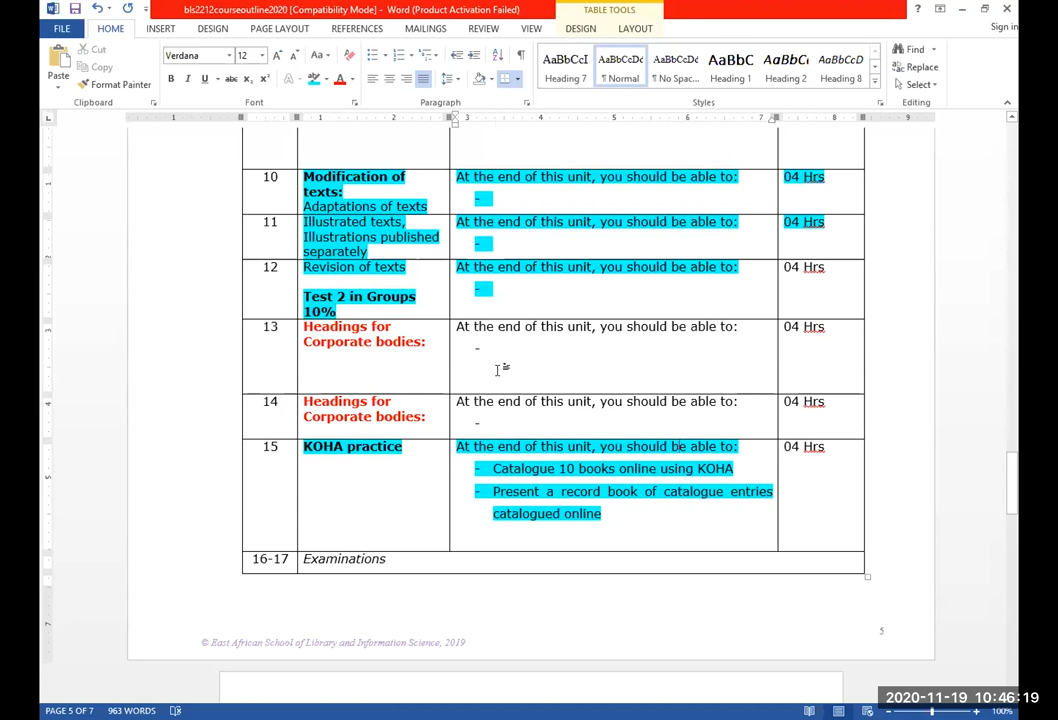 bls2212courseoutline2020 [Compatibility Mode] - Word (Product Activation Failed)
TABLE TOOLS
FILE HOME INSERT DESIGN PAGE LAYOUT REFERENCES MAILINGS REVIEW VIEW DESIGN LAYOUT
Sign in
Paste
Cut
Copy
Format Painter
Verdana 12
AaBbCcI AaBbCcDc AaBbCcDc AaBbC AaBbCc AaBbCcD
Heading 7 ¶ Normal ¶ No Spac... Heading 1 Heading 2 Heading 8
Find
Replace
Select
Clipboard Font Paragraph Styles Editing
1 1 2 3 4 5 6 7 8 9
10 Modification of texts: At the end of this unit, you should be able to: 04 Hrs
Adaptations of texts -
11 Illustrated texts, At the end of this unit, you should be able to: 04 Hrs
Illustrations published -
separately
12 Revision of texts At the end of this unit, you should be able to: 04 Hrs
-
Test 2 in Groups
10%
13 Headings for At the end of this unit, you should be able to: 04 Hrs
Corporate bodies:
-
14 Headings for At the end of this unit, you should be able to: 04 Hrs
Corporate bodies:
-
15 KOHA practice At the end of this unit, you should be able to: 04 Hrs
- Catalogue 10 books online using KOHA
- Present a record book of catalogue entries
catalogued online
16-17 Examinations
5
© East African School of Library and Information Science, 2019
2020-11-19 10:46:19
PAGE 5 OF 7 963 WORDS
100%